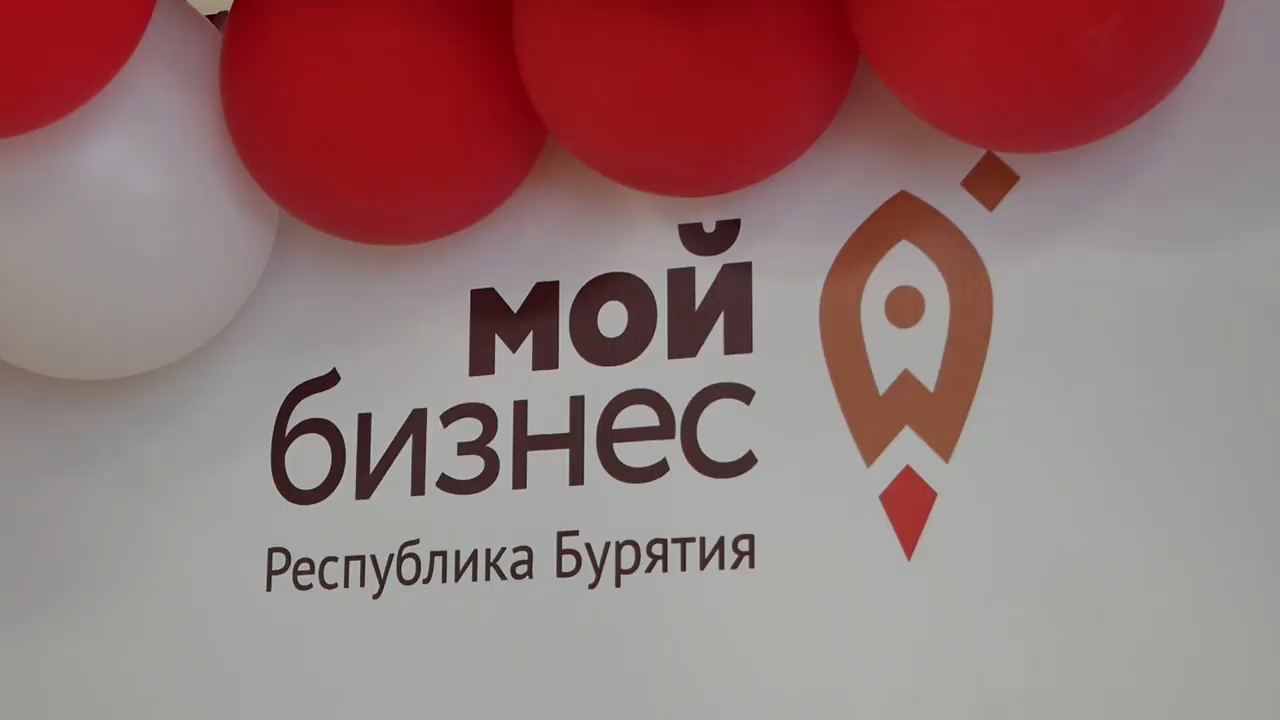 мой
бизнес
Республика Бурятия